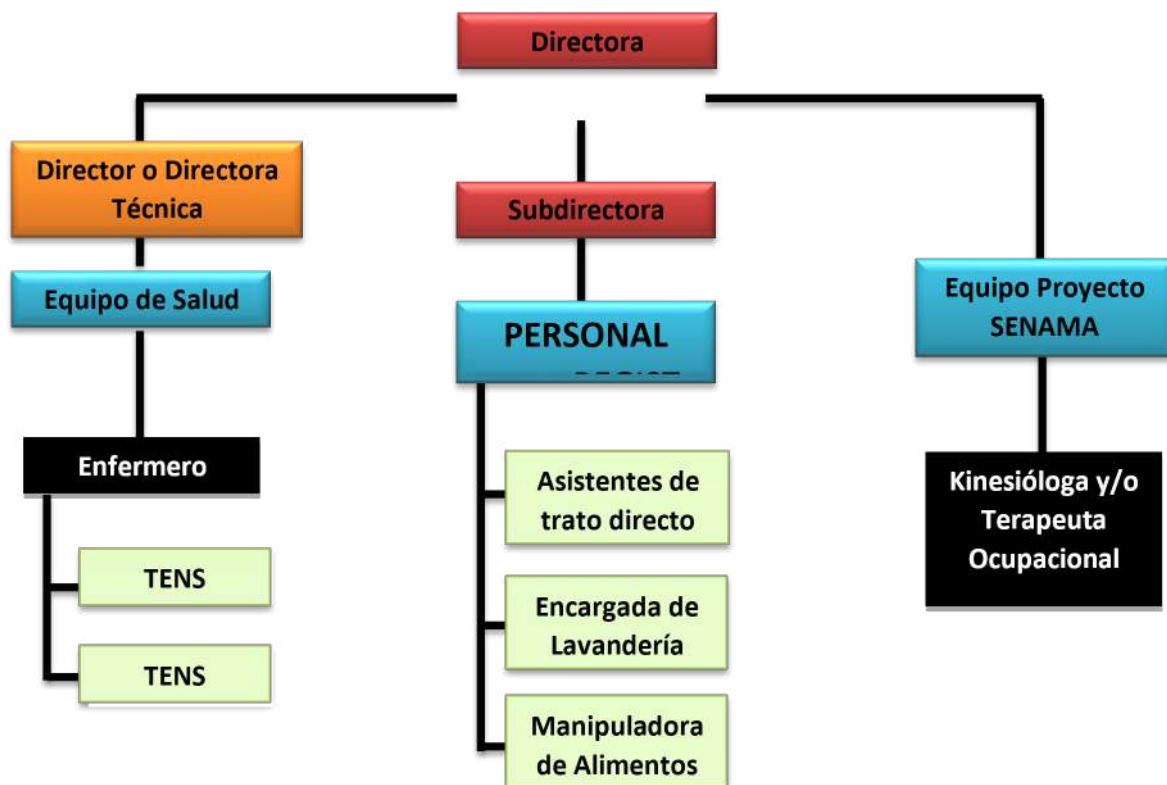 Directora
Director o Directora
Técnica
Equipo de Salud
Enfermero
TENS
TENS
Subdirectora
PERSONAL
Asistentes de
trato directo
Encargada de
Lavandería
Manipuladora
de Alimentos
Equipo Proyecto
SENAMA
Kinesióloga y/o
Terapeuta
Ocupacional